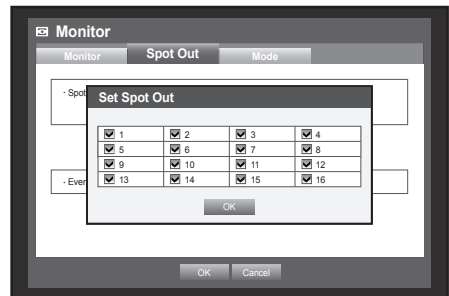 Monitor
Monitor Spot Out Mode
· Spot
Set Spot Out
1 2 3 4
5 6 7 8
9 10 11 12
13 14 15 16
· Even
OK
OK Cancel